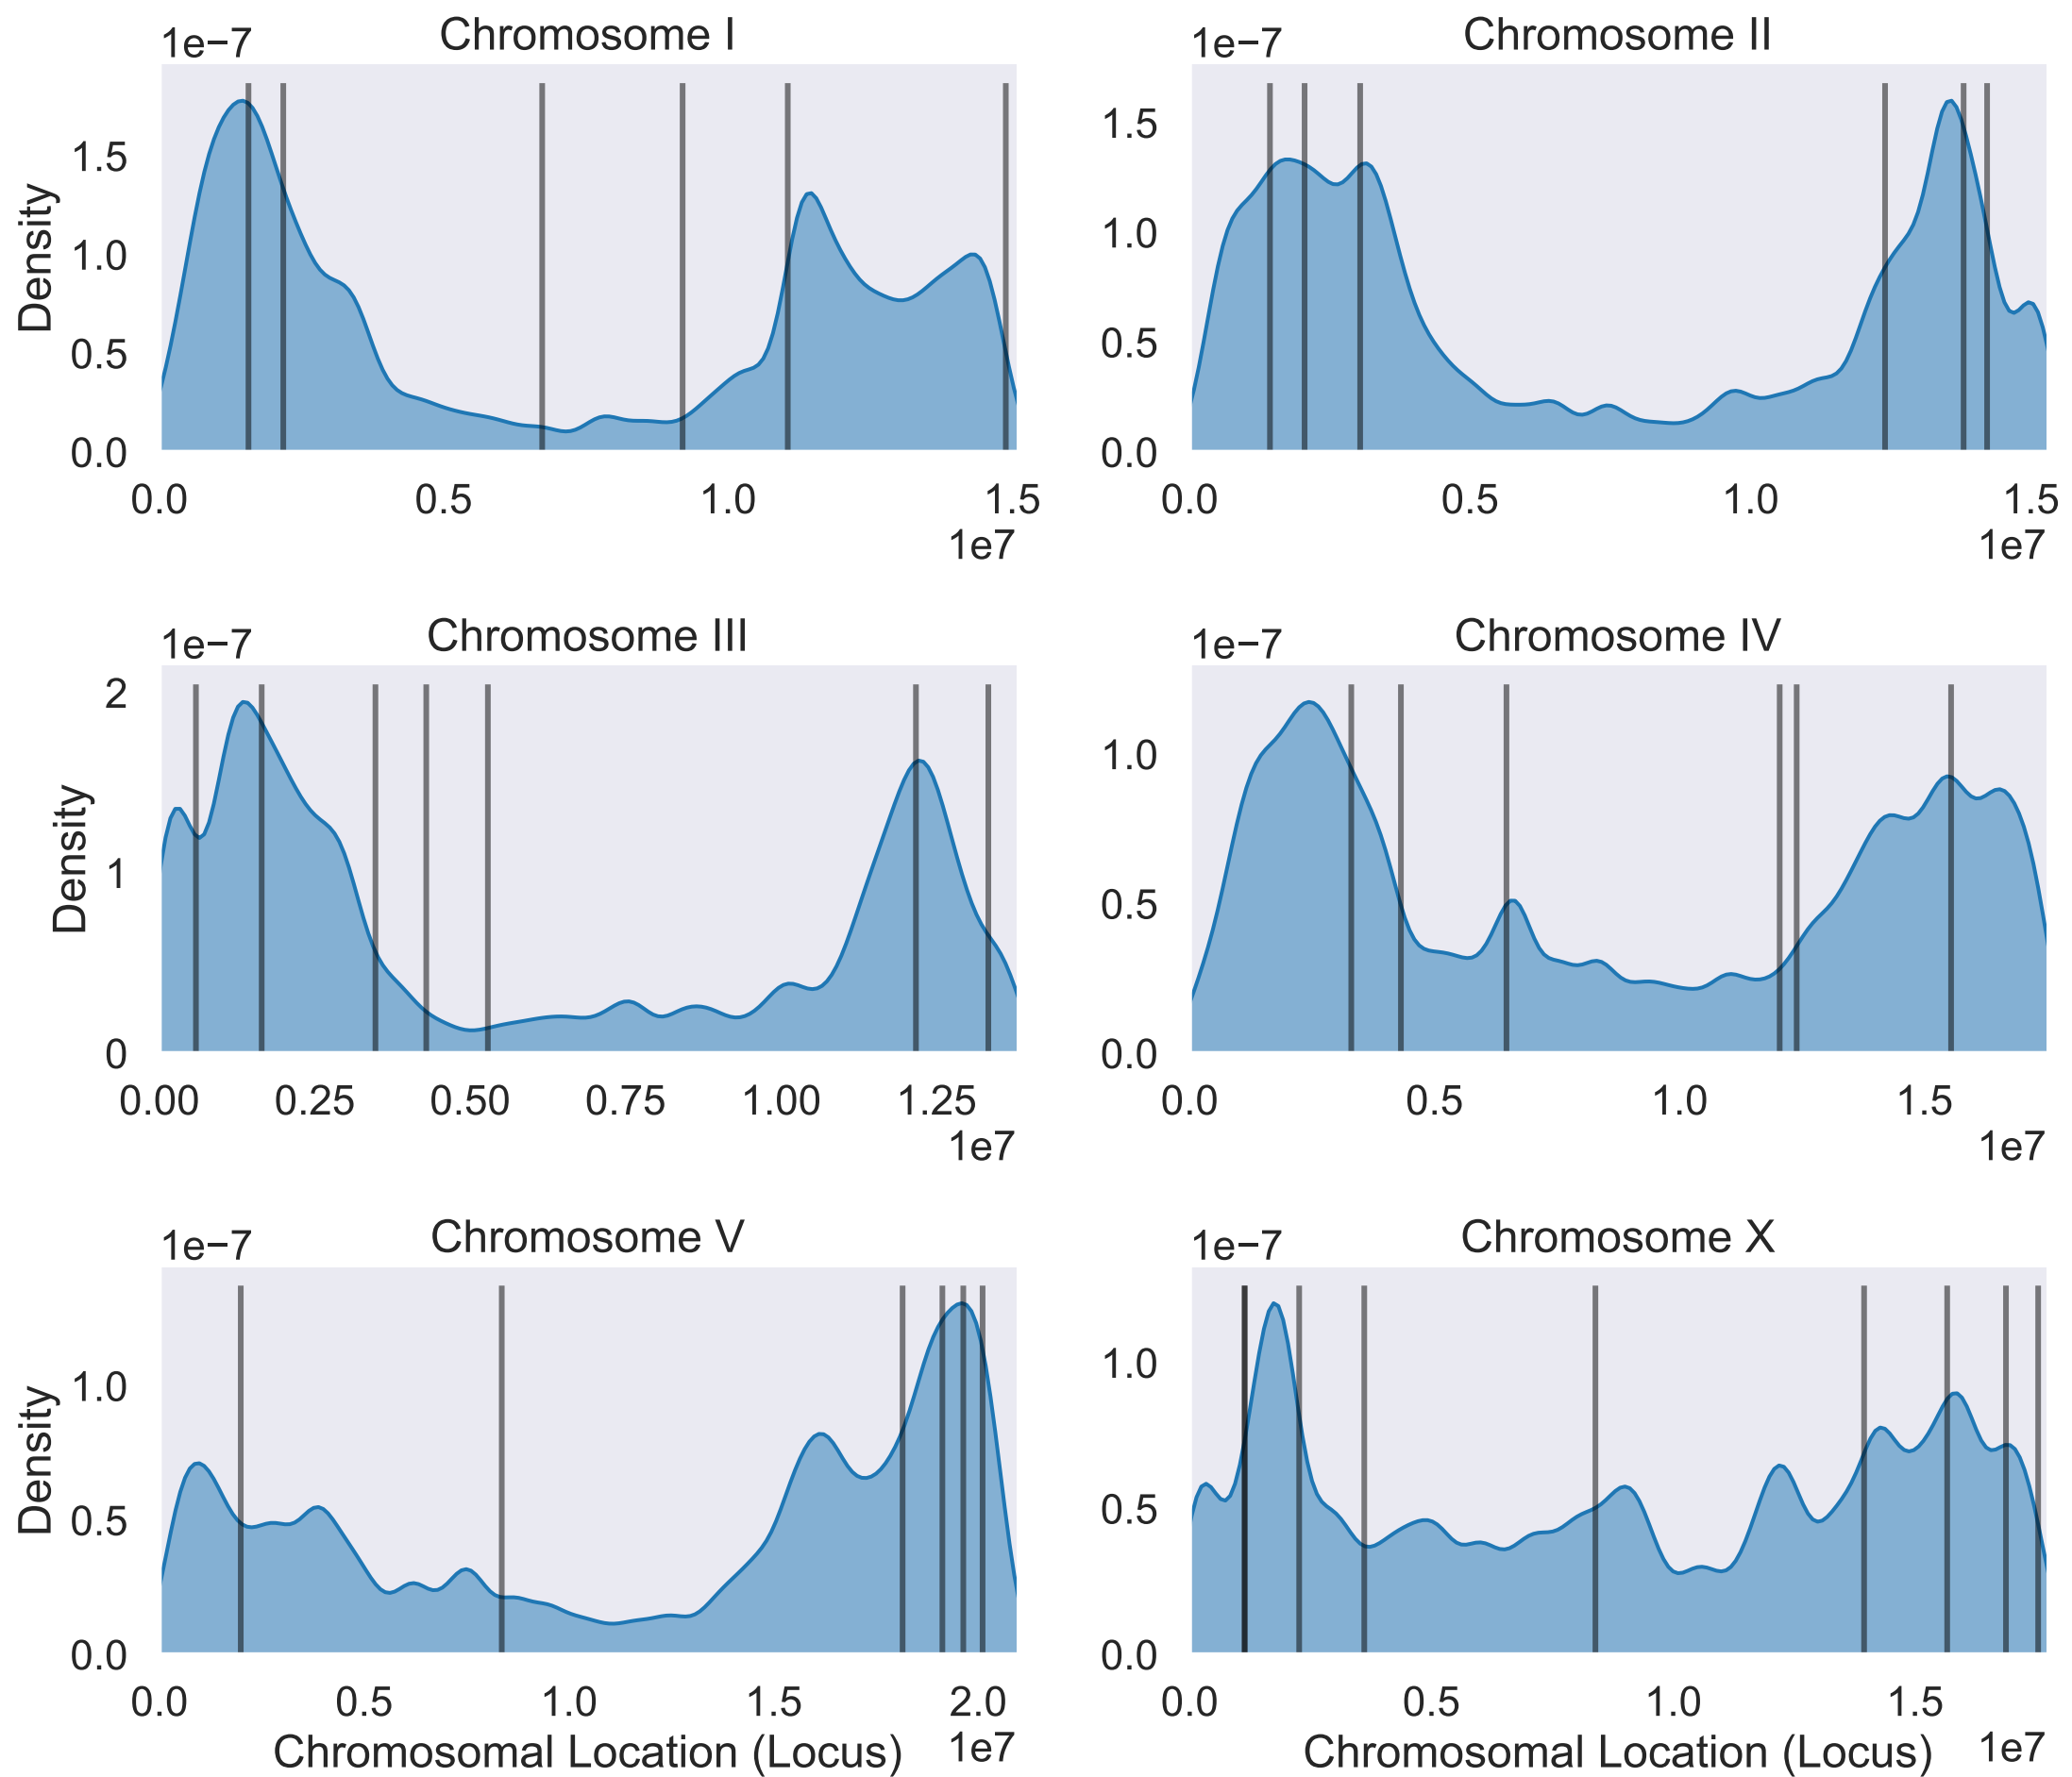 Chromosome I
1e−7
Density
1.5
1.0
0.5
0.0
0.0 0.5 1.0 1.5
1e7
Chromosome II
1e−7
1.5
1.0
0.5
0.0
0.0 0.5 1.0 1.5
1e7
Chromosome III
1e−7
Density
2
1
0
0.00 0.25 0.50 0.75 1.00 1.25
1e7
Chromosome IV
1e−7
1.0
0.5
0.0
0.0 0.5 1.0 1.5
1e7
Chromosome V
1e−7
Density
1.0
0.5
0.0
0.0 0.5 1.0 1.5 2.0
1e7
Chromosomal Location (Locus)
Chromosome X
1e−7
1.0
0.5
0.0
0.0 0.5 1.0 1.5
1e7
Chromosomal Location (Locus)